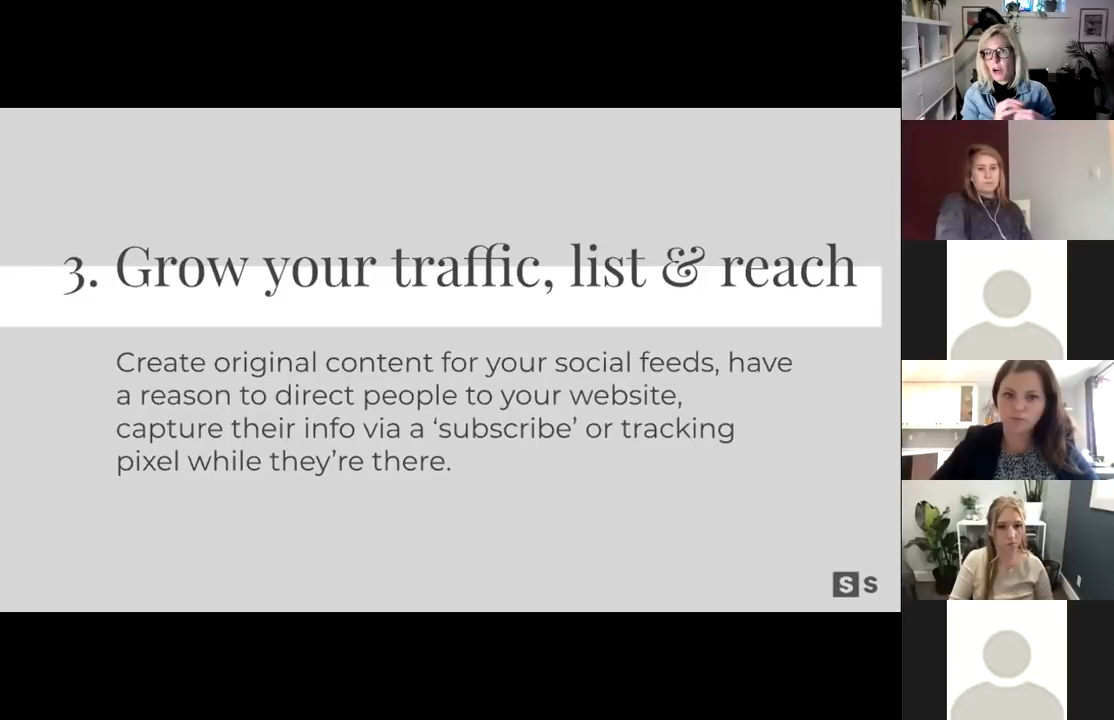 3. Grow your traffic, list & reach
Create original content for your social feeds, have
a reason to direct people to your website,
capture their info via a ‘subscribe’ or tracking
pixel while they’re there.
S S